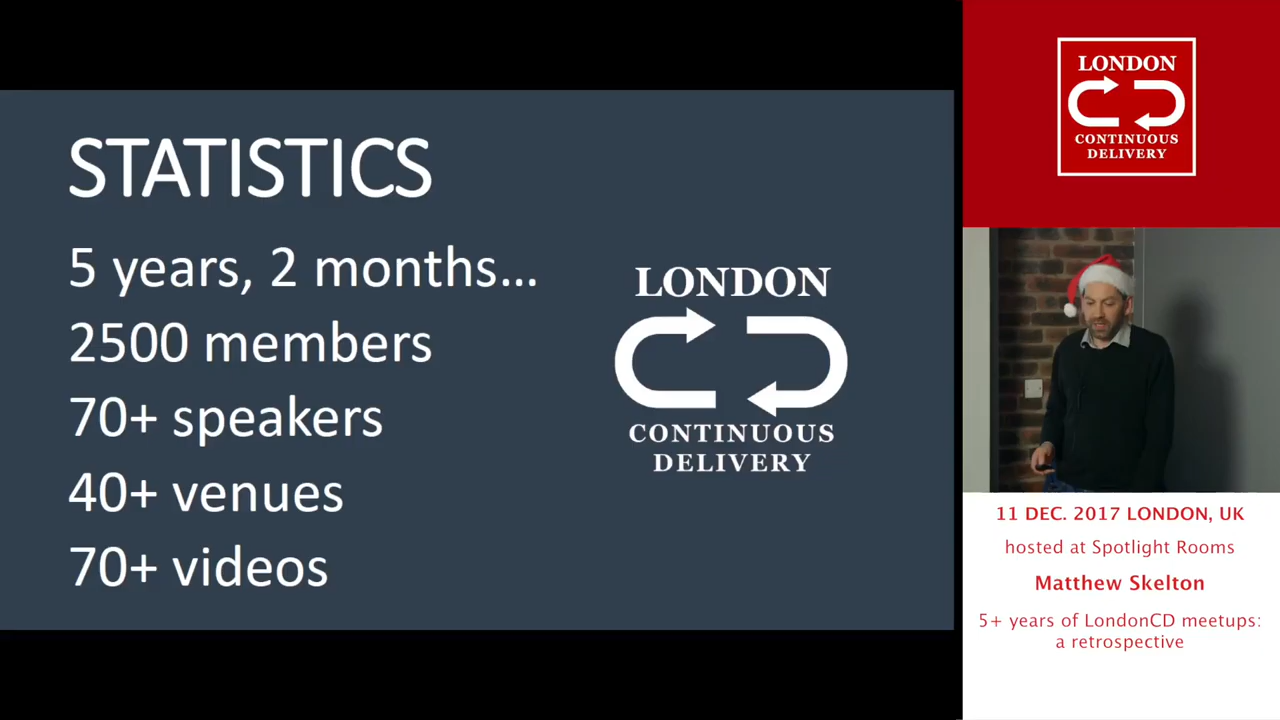 STATISTICS
5 years, 2 months...
2500 members
70+ speakers
40+ venues
70+ videos
LONDON
CONTINUOUS
DELIVERY
LONDON
CONTINUOUS
DELIVERY
11 DEC. 2017 LONDON, UK
hosted at Spotlight Rooms
Matthew Skelton
5+ years of LondonCD meetups:
a retrospective